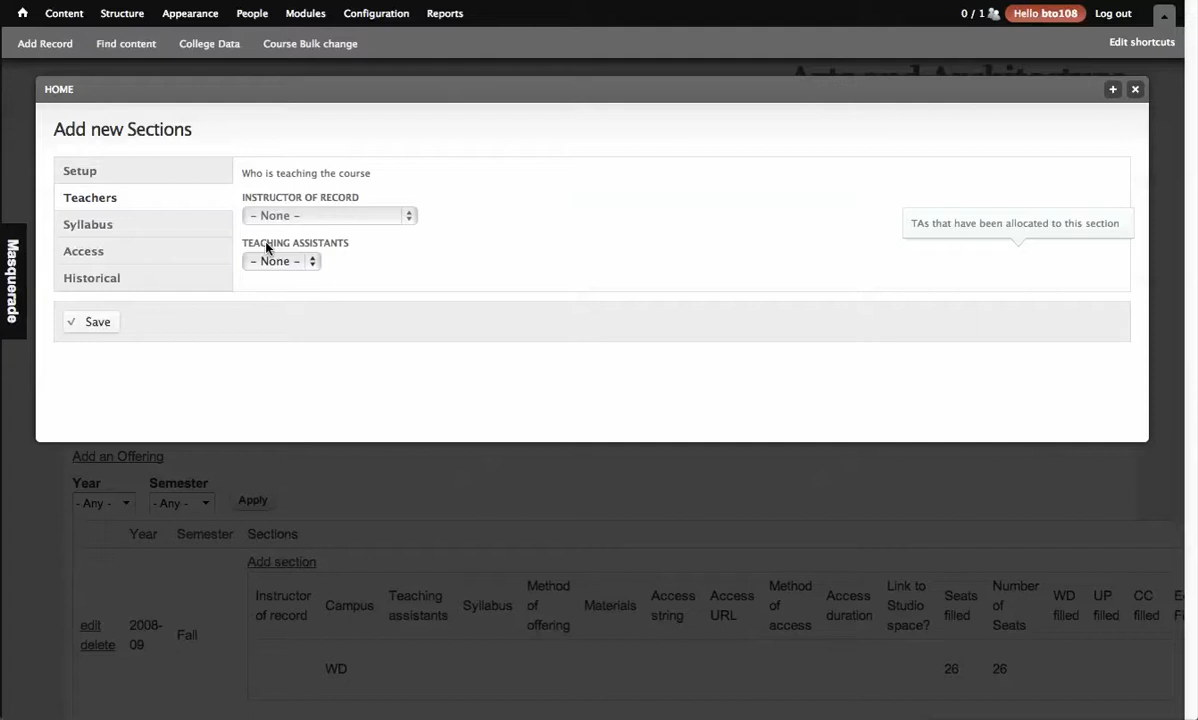 Content Structure Appearance People Modules Configuration Reports 0 / 1 Hello bto108 Log out
Add Record Find content College Data Course Bulk change Edit shortcuts
Arts and Architecture
HOME
Add new Sections
Setup
Teachers
Syllabus
Access
Historical
Who is teaching the course
INSTRUCTOR OF RECORD
- None -
TEACHING ASSISTANTS
- None -
TAs that have been allocated to this section
Save
Masquerade
Add an Offering
Year Semester
- Any - - Any - Apply
Year Semester Sections
Add section
Instructor of record Campus Teaching assistants Syllabus Method of offering Materials Access string Access URL Method of access Access duration Link to Studio space? Seats filled Number of Seats WD filled UP filled CC filled
edit delete 2008-09 Fall
WD 26 26